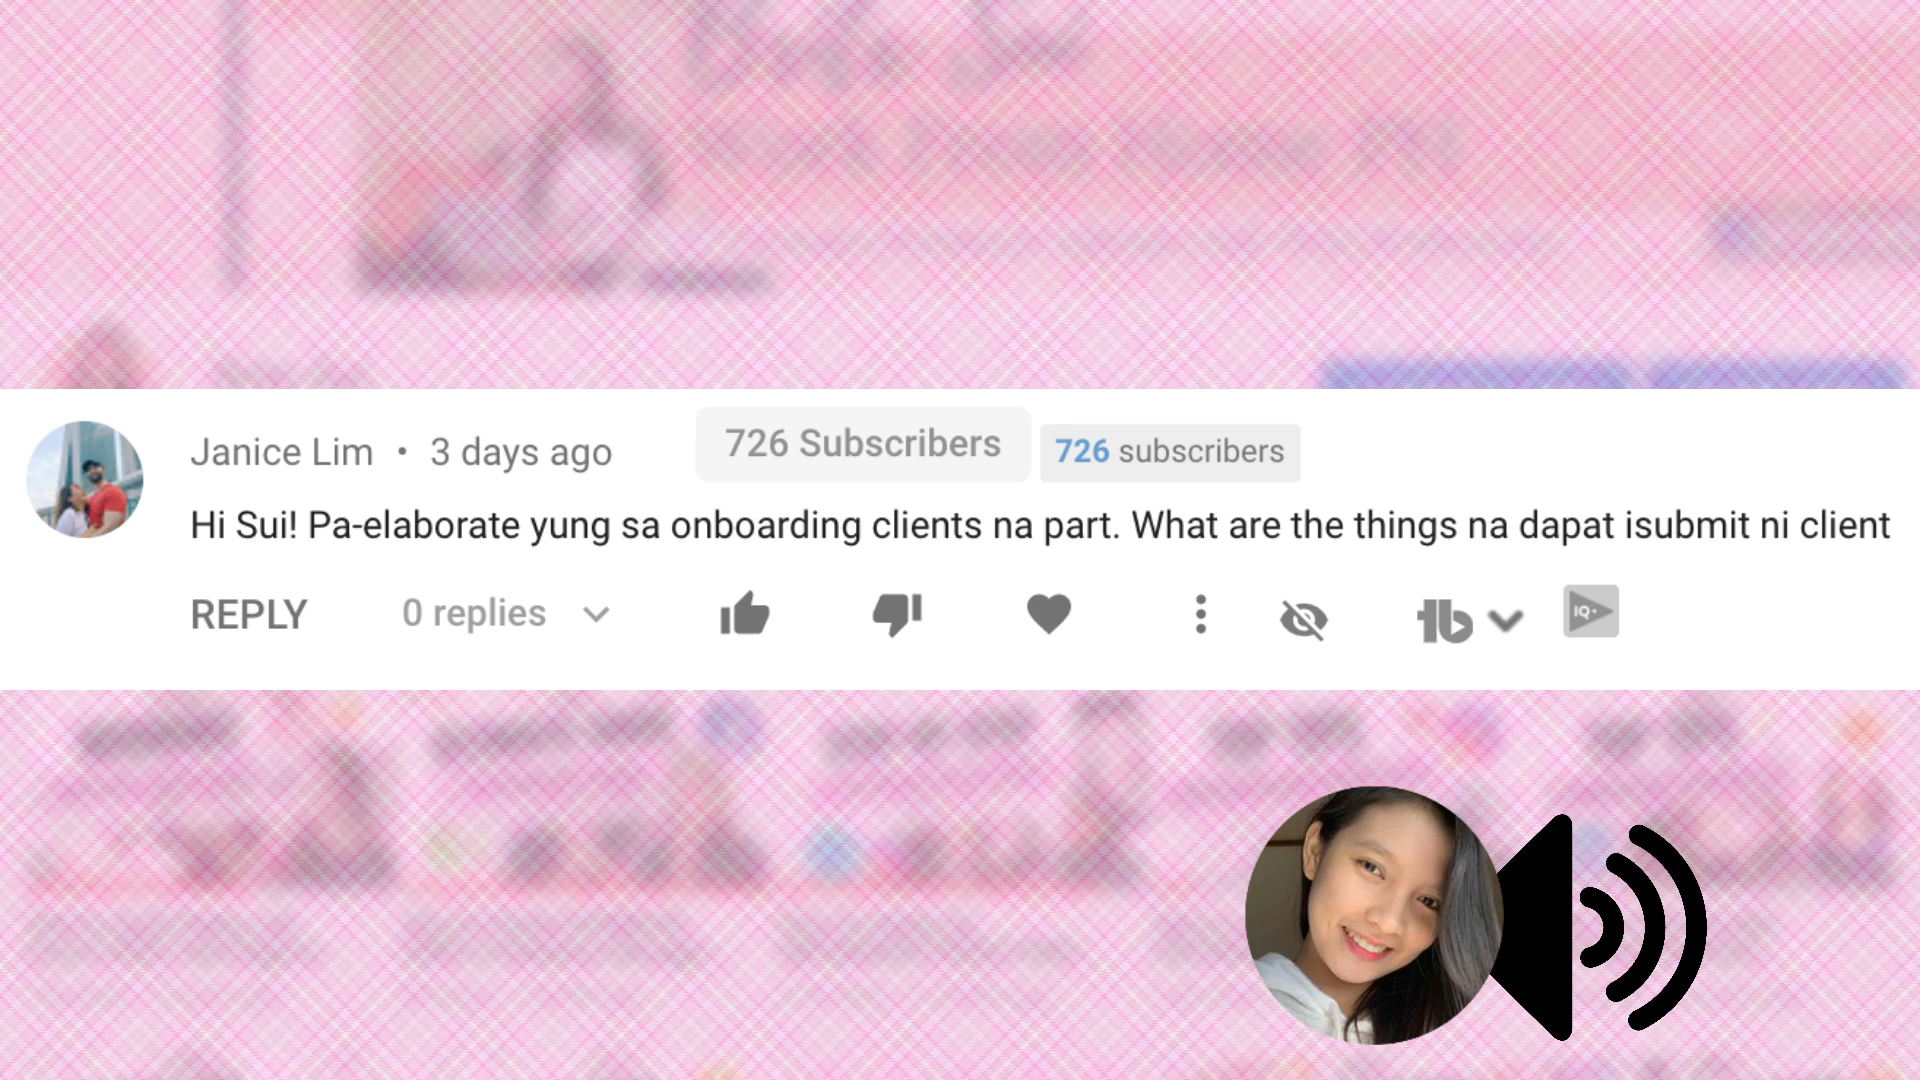 Janice Lim • 3 days ago 726 Subscribers 726 subscribers
Hi Sui! Pa-elaborate yung sa onboarding clients na part. What are the things na dapat isubmit ni client
REPLY 0 replies
IQ+